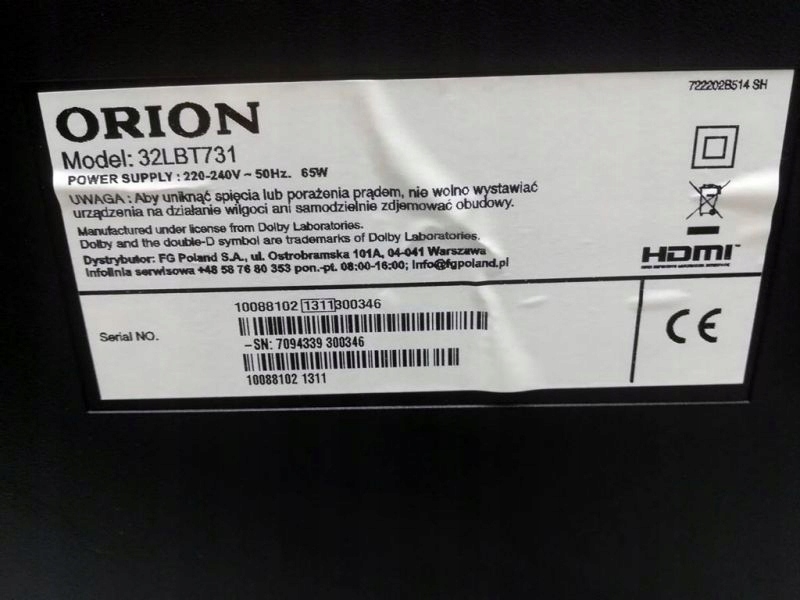 722202B514 SH
ORION
Model: 32LBT731
POWER SUPPLY : 220-240V ~ 50Hz. 65W
UWAGA : Aby uniknąć spięcia lub porażenia prądem, nie wolno wystawiać
urządzenia na działanie wilgoci ani samodzielnie zdjemować obudowy.
Manufactured under license from Dolby Laboratories.
Dolby and the double-D symbol are trademarks of Dolby Laboratories.
Dystrybutor: FG Poland S.A., ul. Ostrobramska 101A, 04-041 Warszawa
Infolinia serwisowa +48 58 76 80 353 pon.-pt. 08:00-16:00; Info@fgpoland.pl
HDMI
Serial NO.
10088102 1311300346
-SN: 7094339 300346
10088102 1311
CE